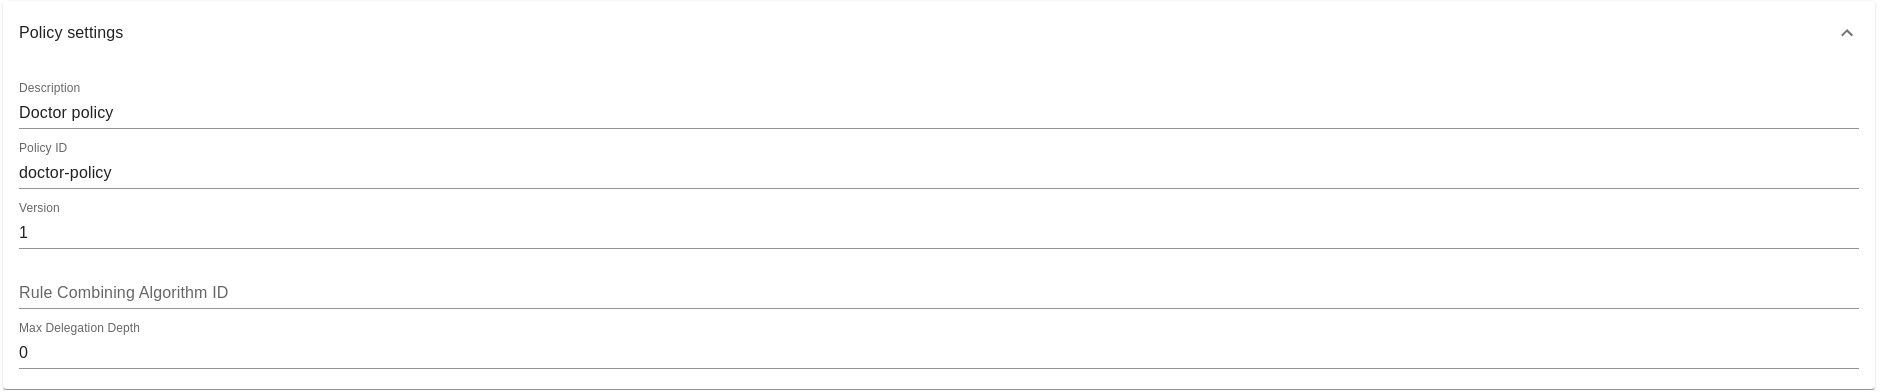 Policy settings
Description
Doctor policy
Policy ID
doctor-policy
Version
1
Rule Combining Algorithm ID
Max Delegation Depth
0